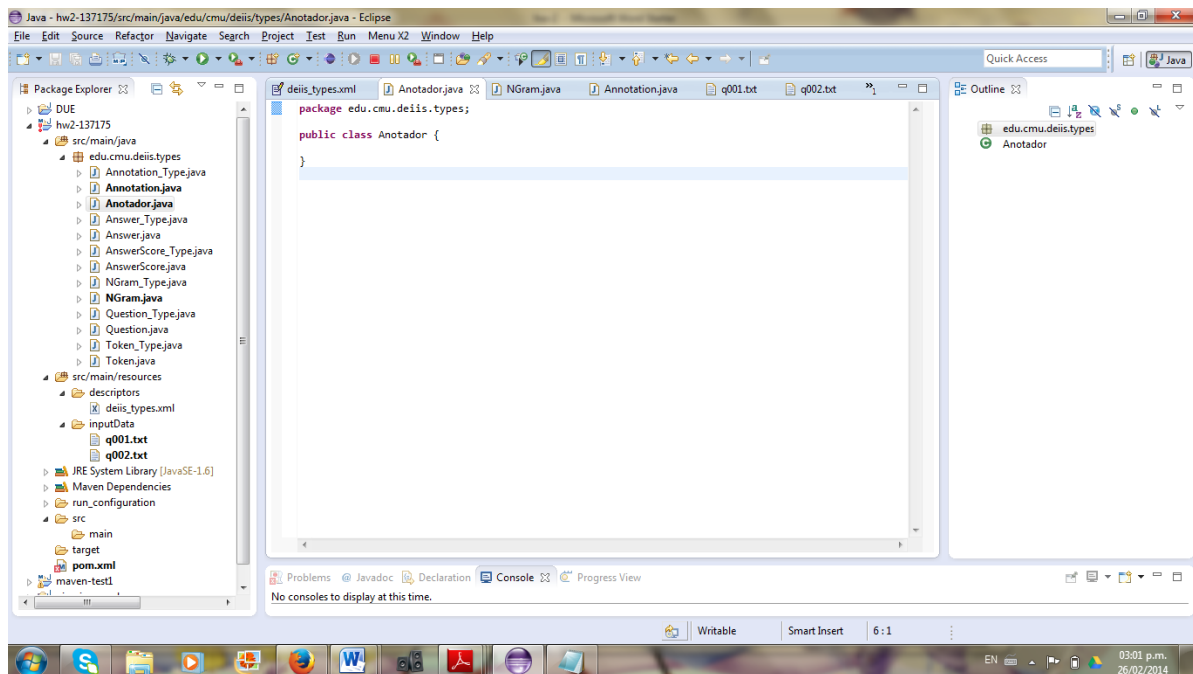 Java - hw2-137175/src/main/java/edu/cmu/deiis/types/Anotador.java - Eclipse
File Edit Source Refactor Navigate Search Project Test Run MenuX2 Window Help
Quick Access
Java
Package Explorer
DUE
hw2-137175
src/main/java
edu.cmu.deiis.types
Annotation_Type.java
Annotation.java
Anotador.java
Answer_Type.java
Answer.java
AnswerScore_Type.java
AnswerScore.java
NGram_Type.java
NGram.java
Question_Type.java
Question.java
Token_Type.java
Token.java
src/main/resources
descriptors
deiis_types.xml
inputData
q001.txt
q002.txt
JRE System Library [JavaSE-1.6]
Maven Dependencies
run_configuration
src
main
target
pom.xml
maven-test1
deiis_types.xml Anotador.java NGram.java Annotation.java q001.txt q002.txt »1
package edu.cmu.deiis.types;
public class Anotador {
}
Outline
edu.cmu.deiis.types
Anotador
Problems @ Javadoc Declaration Console Progress View
No consoles to display at this time.
Writable Smart Insert 6 : 1
EN 03:01 p.m.
26/02/2014